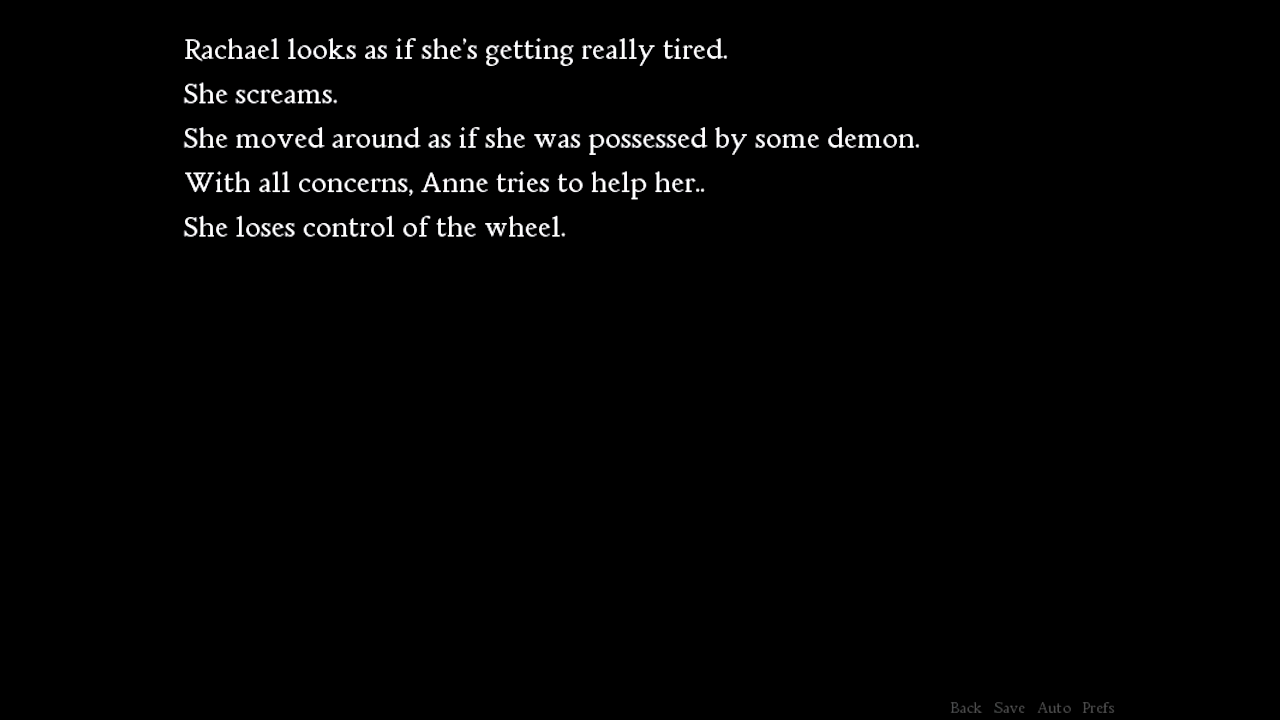 Rachael looks as if she's getting really tired.
She screams.
She moved around as if she was possessed by some demon.
With all concerns, Anne tries to help her..
She loses control of the wheel.
Back Save Auto Prefs